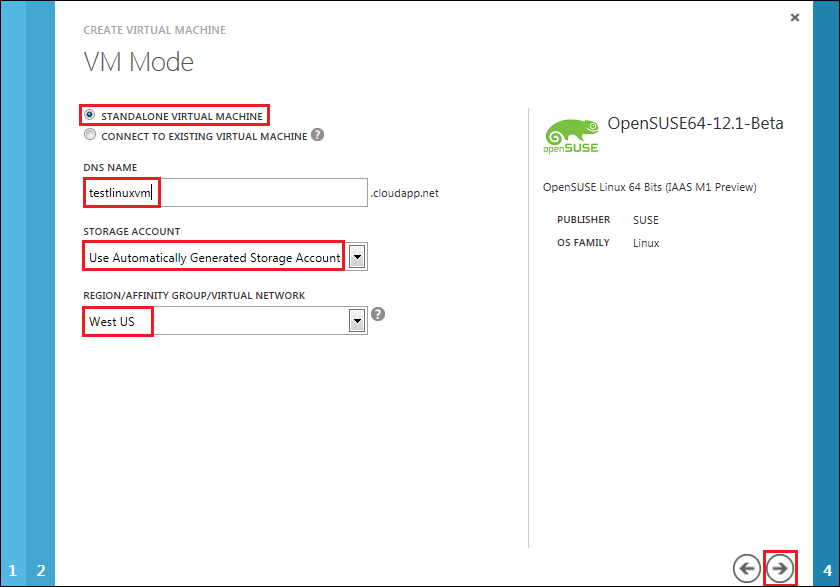 CREATE VIRTUAL MACHINE
VM Mode
STANDALONE VIRTUAL MACHINE
CONNECT TO EXISTING VIRTUAL MACHINE ?
DNS NAME
testlinuxvm .cloudapp.net
STORAGE ACCOUNT
Use Automatically Generated Storage Account
REGION/AFFINITY GROUP/VIRTUAL NETWORK
West US ?
openSUSE
OpenSUSE64-12.1-Beta
OpenSUSE Linux 64 Bits (IAAS M1 Preview)
PUBLISHER SUSE
OS FAMILY Linux
1 2 4